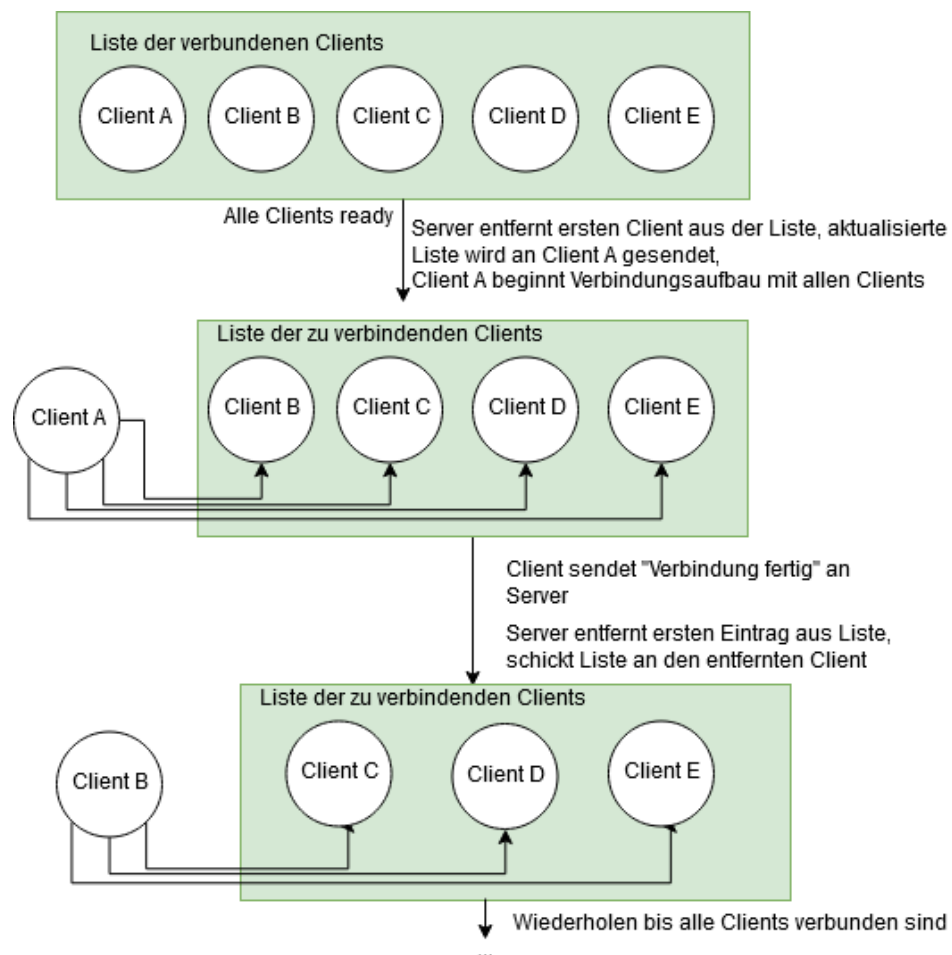 Liste der verbundenen Clients
Client A
Client B
Client C
Client D
Client E
Alle Clients ready
Server entfernt ersten Client aus der Liste, aktualisierte
Liste wird an Client A gesendet,
Client A beginnt Verbindungsaufbau mit allen Clients
Liste der zu verbindenden Clients
Client A
Client B
Client C
Client D
Client E
Client sendet "Verbindung fertig" an
Server
Server entfernt ersten Eintrag aus Liste,
schickt Liste an den entfernten Client
Liste der zu verbindenden Clients
Client B
Client C
Client D
Client E
Wiederholen bis alle Clients verbunden sind
...